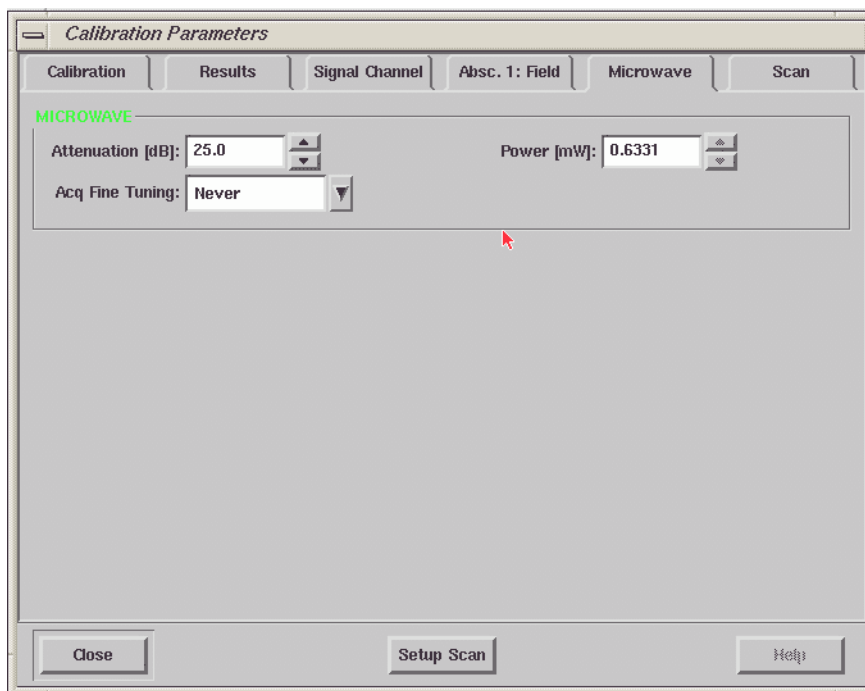 Calibration Parameters
Calibration Results Signal Channel Absc. 1: Field Microwave Scan
MICROWAVE
Attenuation [dB]: 25.0 Power [mW]: 0.6331
Acq Fine Tuning: Never
Close Setup Scan Help